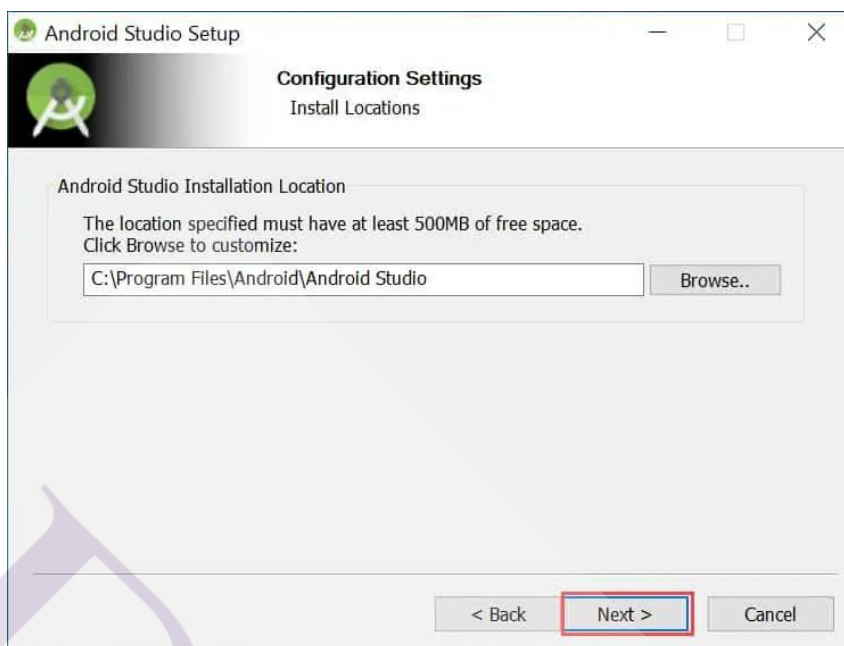 Android Studio Setup
Configuration Settings
Install Locations
Android Studio Installation Location
The location specified must have at least 500MB of free space.
Click Browse to customize:
C:\Program Files\Android\Android Studio
Browse..
< Back
Next >
Cancel